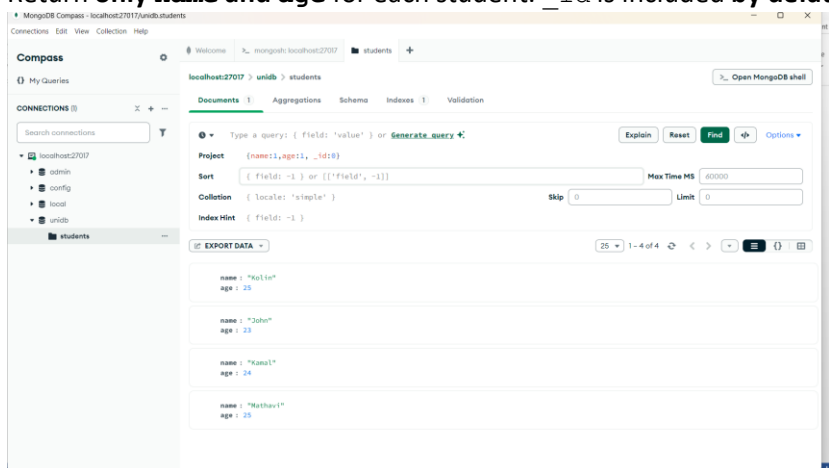 Return only name and age for each student. _id is included by defau
MongoDB Compass - localhost:27017/unidb.students
Connections Edit View Collection Help
Compass
Welcome
mongosh: localhost:27017
students
My Queries
localhost:27017 > unidb > students
>_ Open MongoDB shell
CONNECTIONS (1)
Documents 1 Aggregations Schema Indexes 1 Validation
Search connections
Type a query: { field: 'value' } or Generate query
Explain Reset Find </> Options
localhost:27017
Project {name:1,age:1, _id:0}
admin
Sort { field: -1 } or [['field', -1]] Max Time MS 60000
config
local
Collation { locale: 'simple' } Skip 0 Limit 0
unidb
Index Hint { field: -1 }
students
EXPORT DATA 25 1-4 of 4 {}
name : "Kolin"
age : 25
name : "John"
age : 23
name : "Kamal"
age : 24
name : "Mathavi"
age : 25